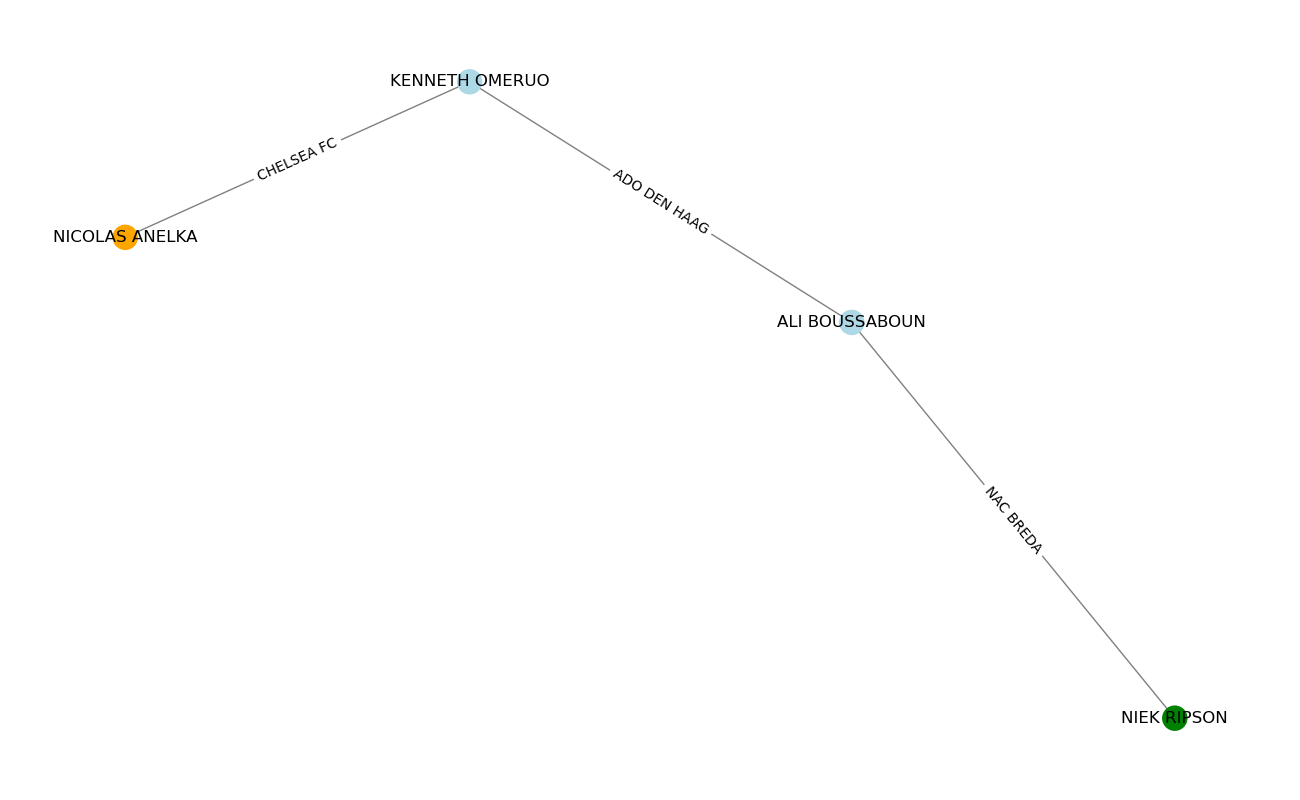 KENNETH OMERUO
CHELSEA FC
ADO DEN HAAG
NICOLAS ANELKA
ALI BOUSSABOUN
NAC BREDA
NIEK RIPSON